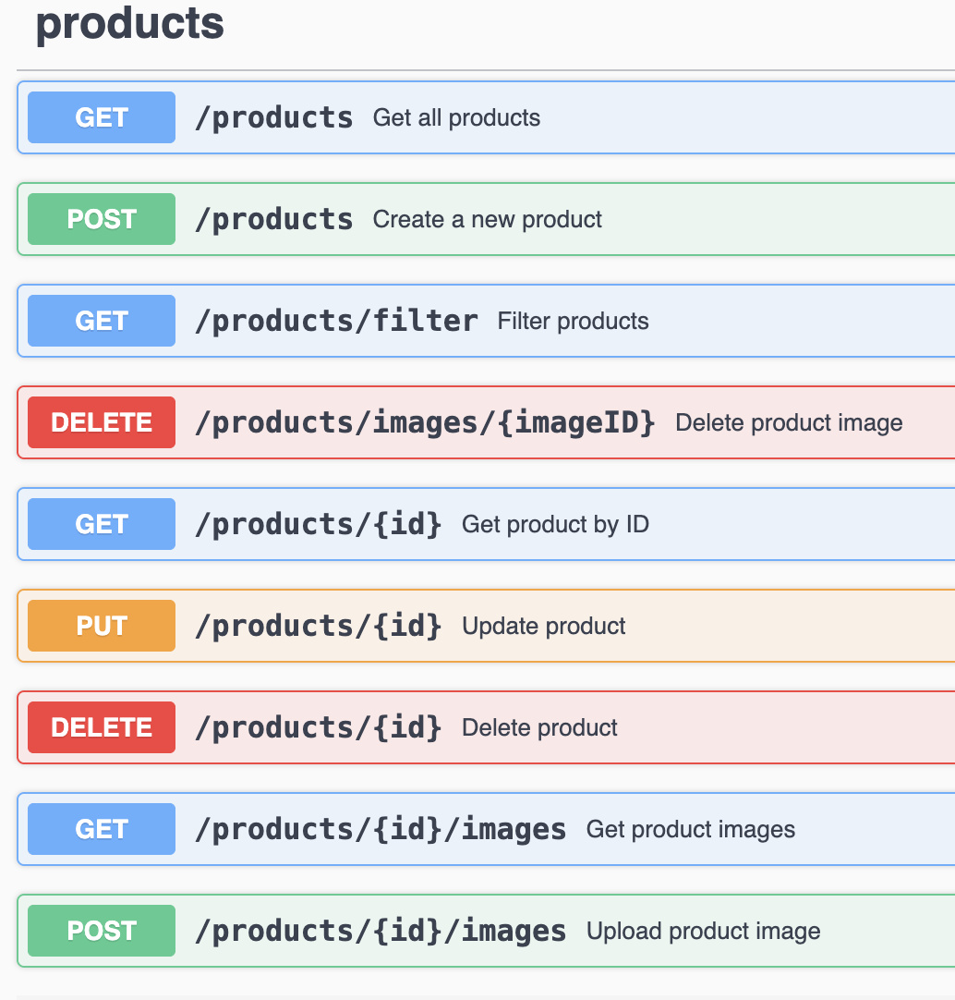 products
GET /products Get all products
POST /products Create a new product
GET /products/filter Filter products
DELETE /products/images/{imageID} Delete product image
GET /products/{id} Get product by ID
PUT /products/{id} Update product
DELETE /products/{id} Delete product
GET /products/{id}/images Get product images
POST /products/{id}/images Upload product image